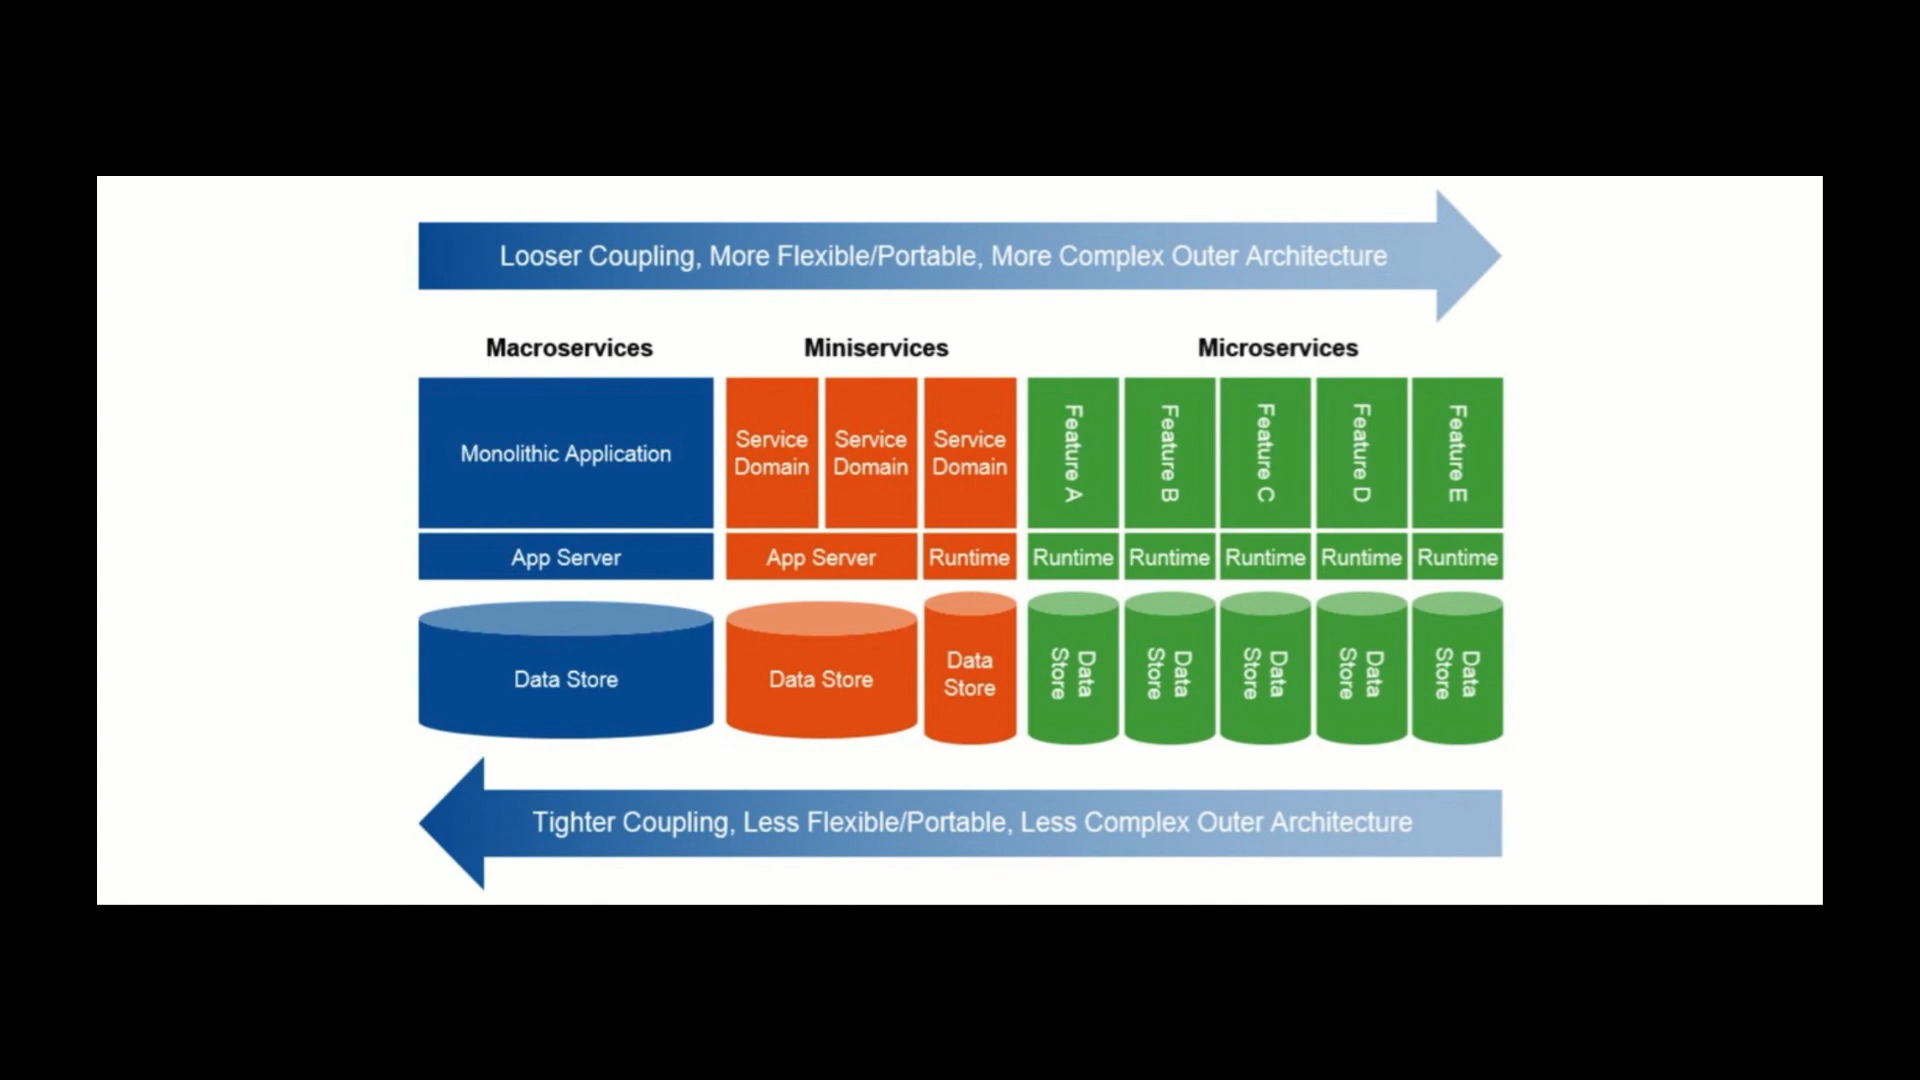 Looser Coupling, More Flexible/Portable, More Complex Outer Architecture
Macroservices
Miniservices
Microservices
Monolithic Application
Service
Domain
Service
Domain
Service
Domain
Feature A
Feature B
Feature C
Feature D
Feature E
App Server
App Server
Runtime
Runtime
Runtime
Runtime
Runtime
Runtime
Data Store
Data Store
Data
Store
Data
Store
Data
Store
Data
Store
Data
Store
Data
Store
Tighter Coupling, Less Flexible/Portable, Less Complex Outer Architecture